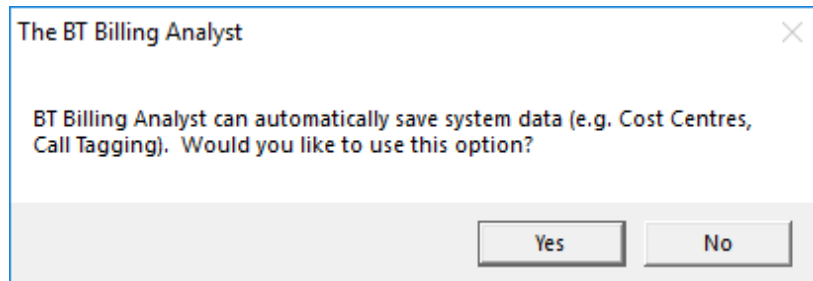 The BT Billing Analyst
BT Billing Analyst can automatically save system data (e.g. Cost Centres,
Call Tagging).  Would you like to use this option?
Yes No